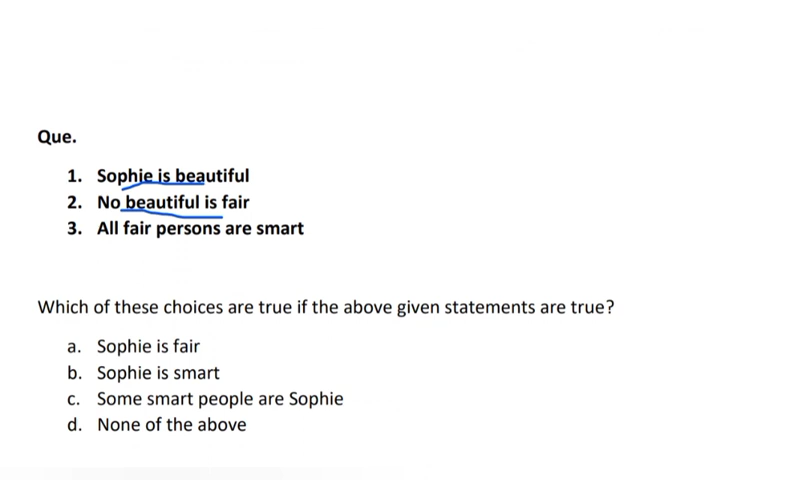 Que.
1. Sophie is beautiful
2. No beautiful is fair
3. All fair persons are smart
Which of these choices are true if the above given statements are true?
a. Sophie is fair
b. Sophie is smart
c. Some smart people are Sophie
d. None of the above